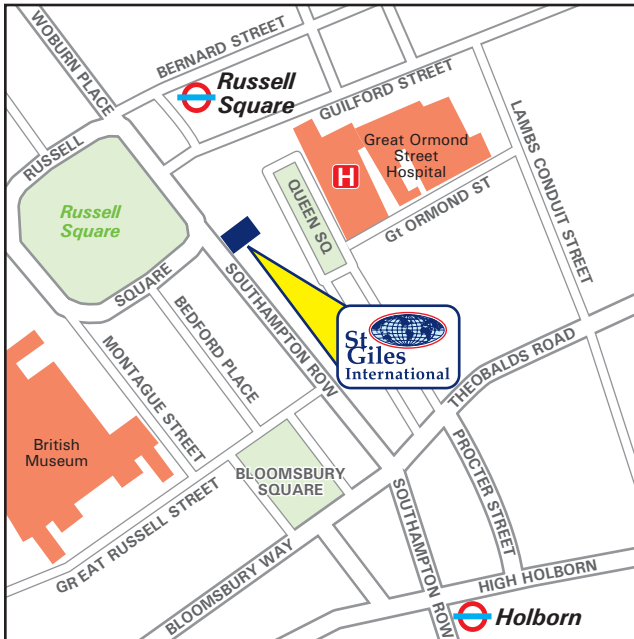 WOBURN PLACE
BERNARD STREET
Russell
Square
GUILFORD STREET
RUSSELL
Great Ormond
Street
Hospital
H
LAMBS CONDUIT STREET
QUEEN SQ
Gt ORMOND ST
Russell
Square
SQUARE
SOUTHAMPTON ROW
BEDFORD PLACE
MONTAGUE STREET
St
Giles
International
THEOBALDS ROAD
British
Museum
BLOOMSBURY
SQUARE
PROCTER STREET
GREAT RUSSELL STREET
SOUTHAMPTON ROW
BLOOMSBURY WAY
HIGH HOLBORN
Holborn